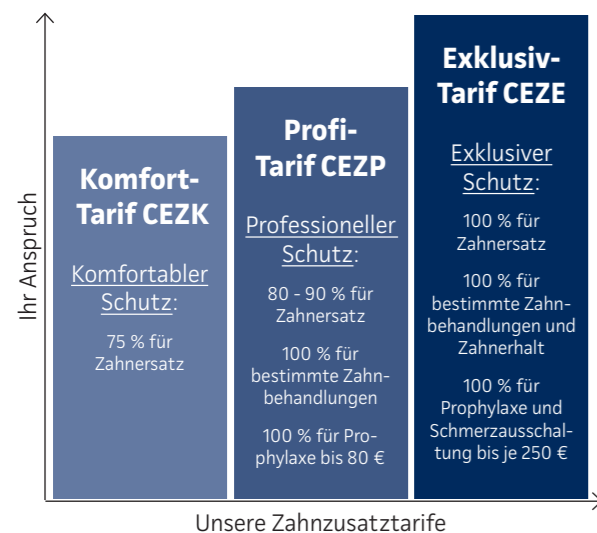 Ihr Anspruch
Komfort-
Tarif CEZK
Komfortabler
Schutz:
75 % für
Zahnersatz
Profi-
Tarif CEZP
Professioneller
Schutz:
80 - 90 % für
Zahnersatz
100 % für
bestimmte Zahn-
behandlungen
100 % für Pro-
phylaxe bis 80 €
Exklusiv-
Tarif CEZE
Exklusiver
Schutz:
100 % für
Zahnersatz
100 % für
bestimmte Zahn-
behandlungen und
Zahnerhalt
100 % für
Prophylaxe und
Schmerzausschal-
tung bis je 250 €
Unsere Zahnzusatztarife